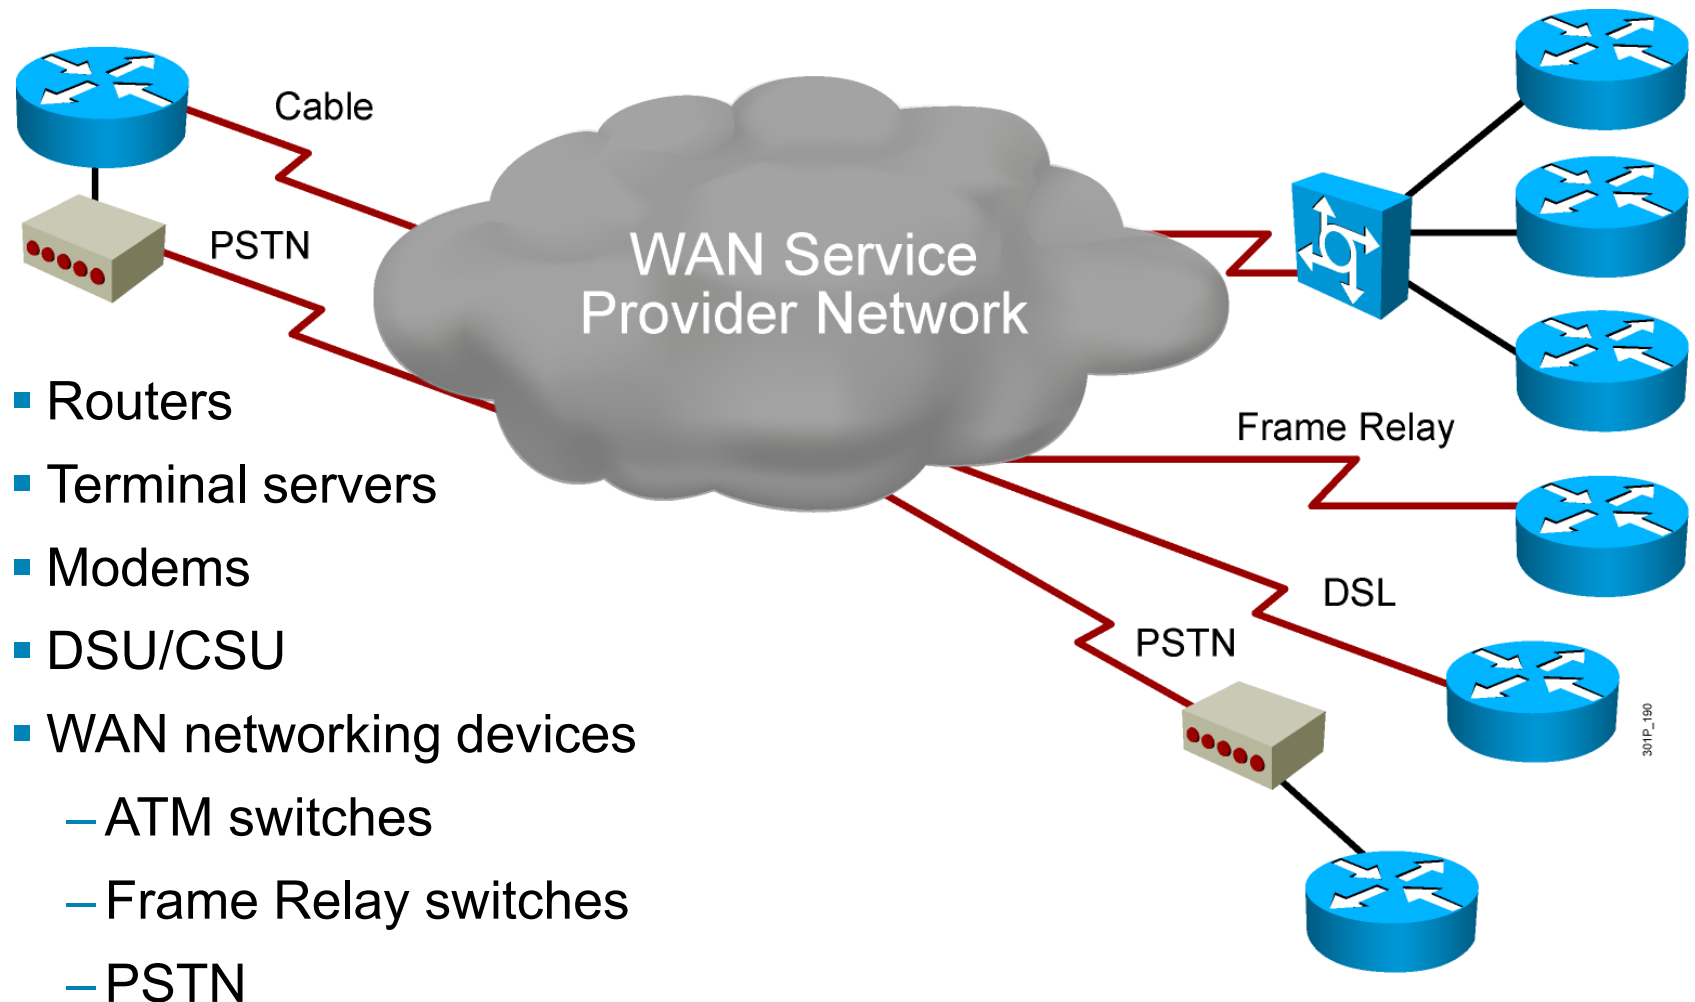 Cable
PSTN
WAN Service
Provider Network
Frame Relay
DSL
PSTN
301P_190
Routers
Terminal servers
Modems
DSU/CSU
WAN networking devices
– ATM switches
– Frame Relay switches
– PSTN